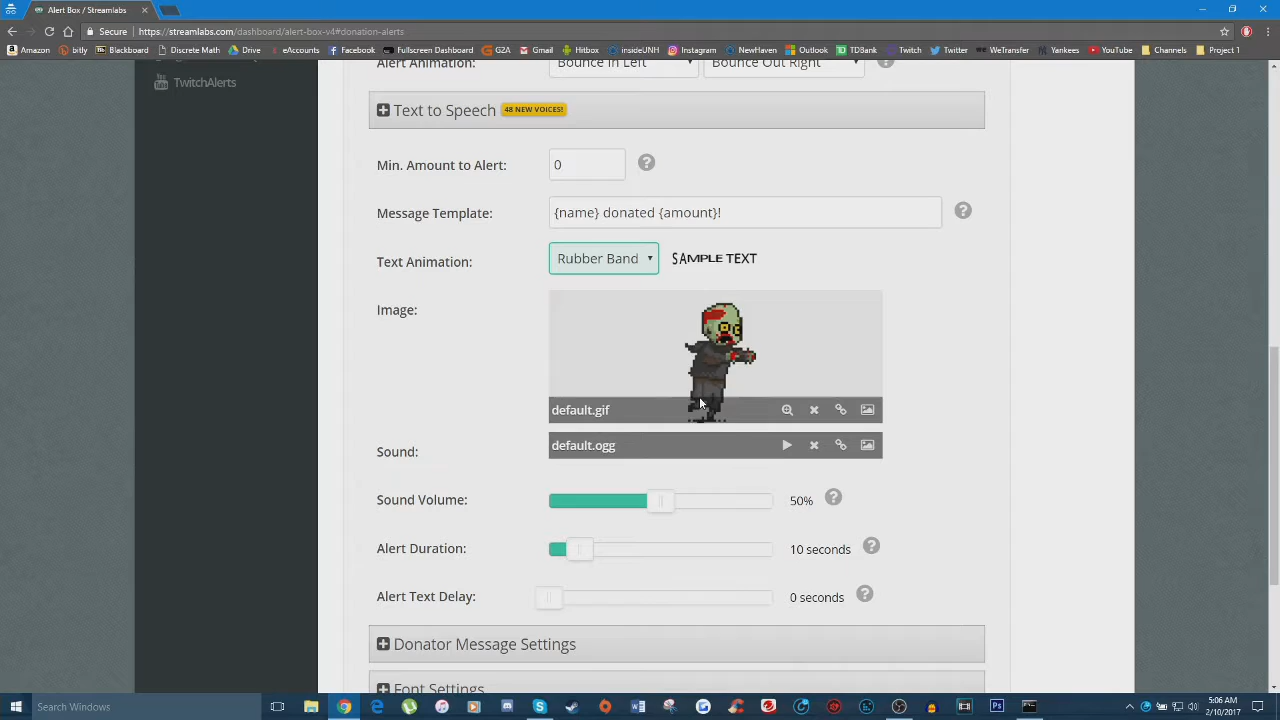 Alert Box / Streamlabs
Secure | https://streamlabs.com/dashboard/alert-box-v4#donation-alerts
Amazon bitly Blackboard Discrete Math Drive eAccounts Facebook Fullscreen Dashboard GZA Gmail Hitbox insideUNH Instagram NewHaven Outlook TDBank Twitch Twitter WeTransfer Yankees YouTube Channels Project 1
TwitchAlerts
Alert Animation: Bounce In Left Bounce Out Right
Text to Speech 48 NEW VOICES!
Min. Amount to Alert: 0
Message Template: {name} donated {amount}!
Text Animation: Rubber Band SAMPLE TEXT
Image:
default.gif
Sound: default.ogg
Sound Volume: 50%
Alert Duration: 10 seconds
Alert Text Delay: 0 seconds
Donator Message Settings
Font Settings
Search Windows
5:06 AM
2/10/2017